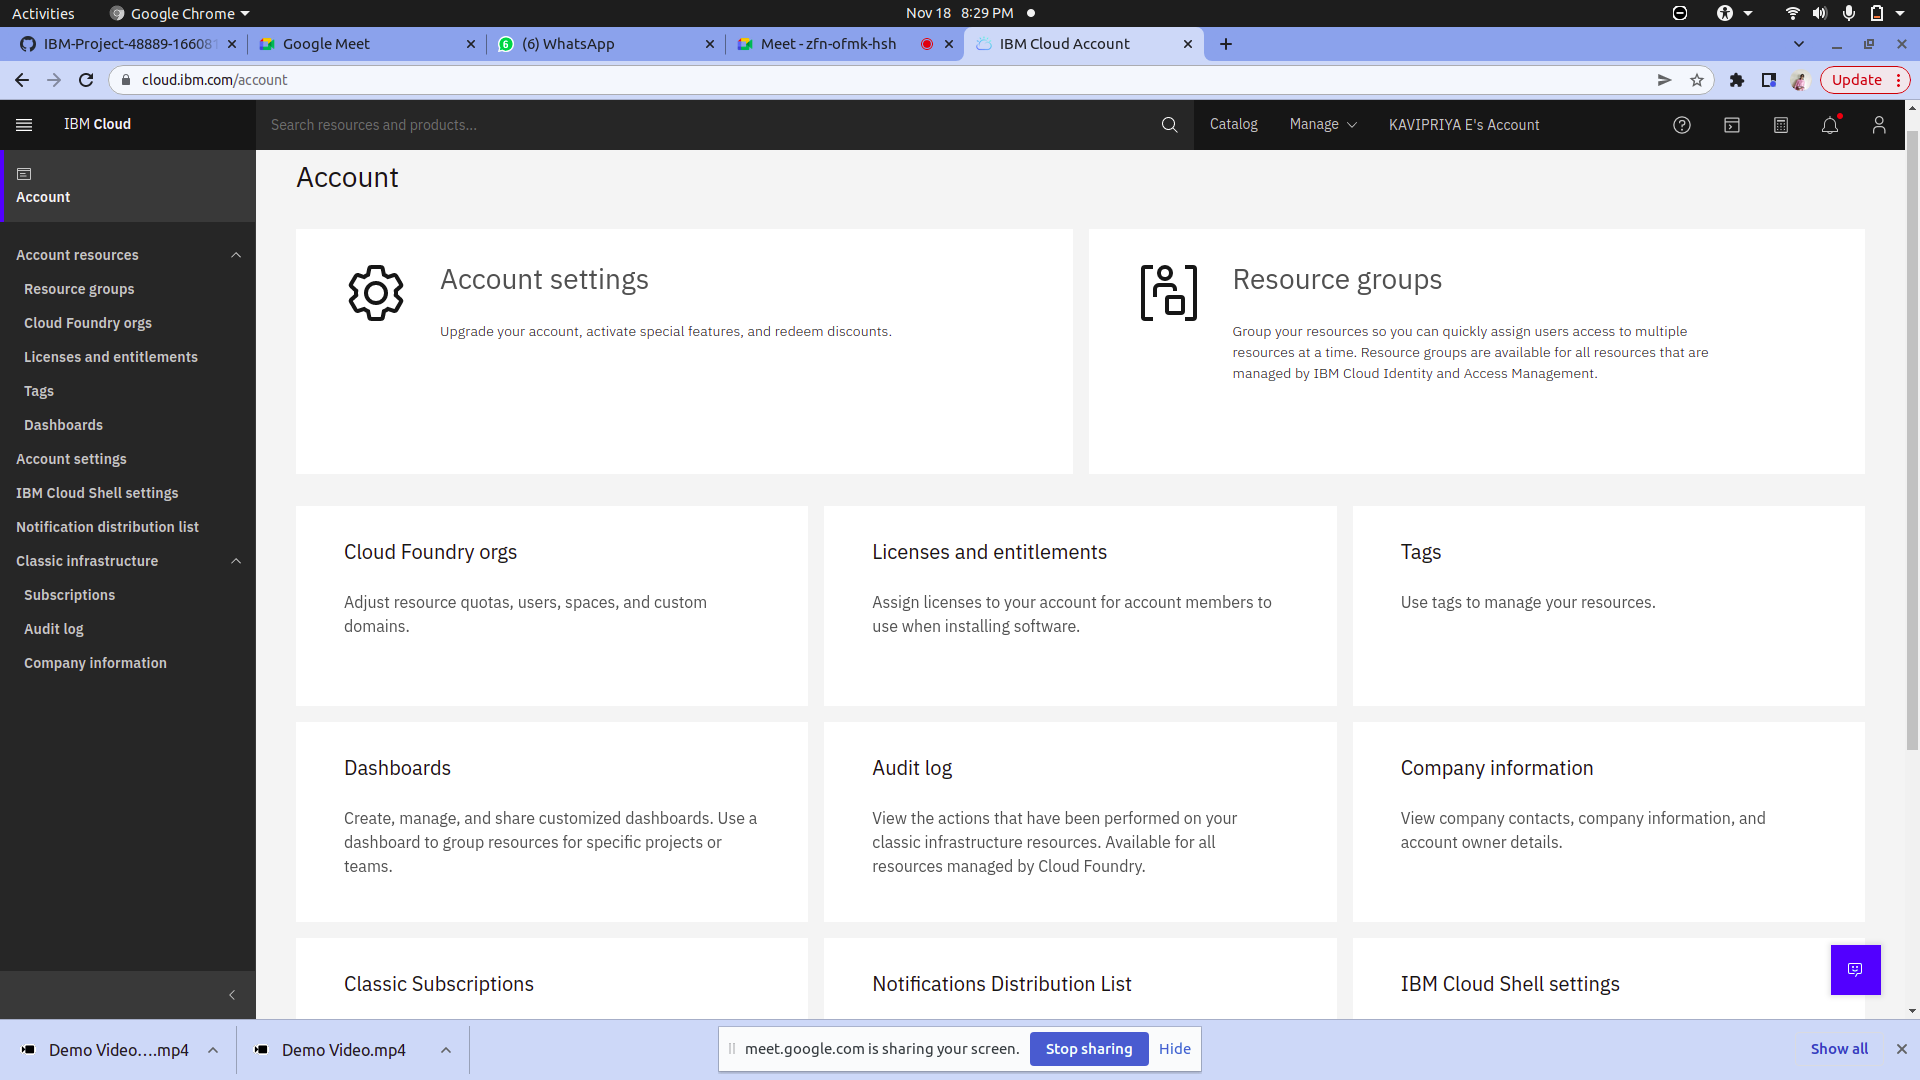 Activities
Google Chrome
Nov 18 8:29 PM
IBM-Project-48889-166081
Google Meet
(6) WhatsApp
Meet - zfn-ofmk-hsh
IBM Cloud Account
cloud.ibm.com/account
Update
IBM Cloud
Search resources and products...
Catalog
Manage
KAVIPRIYA E's Account
Account
Account resources
Resource groups
Cloud Foundry orgs
Licenses and entitlements
Tags
Dashboards
Account settings
IBM Cloud Shell settings
Notification distribution list
Classic infrastructure
Subscriptions
Audit log
Company information
Account
Account settings
Upgrade your account, activate special features, and redeem discounts.
Resource groups
Group your resources so you can quickly assign users access to multiple
resources at a time. Resource groups are available for all resources that are
managed by IBM Cloud Identity and Access Management.
Cloud Foundry orgs
Adjust resource quotas, users, spaces, and custom
domains.
Licenses and entitlements
Assign licenses to your account for account members to
use when installing software.
Tags
Use tags to manage your resources.
Dashboards
Create, manage, and share customized dashboards. Use a
dashboard to group resources for specific projects or
teams.
Audit log
View the actions that have been performed on your
classic infrastructure resources. Available for all
resources managed by Cloud Foundry.
Company information
View company contacts, company information, and
account owner details.
Classic Subscriptions
Notifications Distribution List
IBM Cloud Shell settings
Demo Video....mp4
Demo Video.mp4
meet.google.com is sharing your screen.
Stop sharing
Hide
Show all